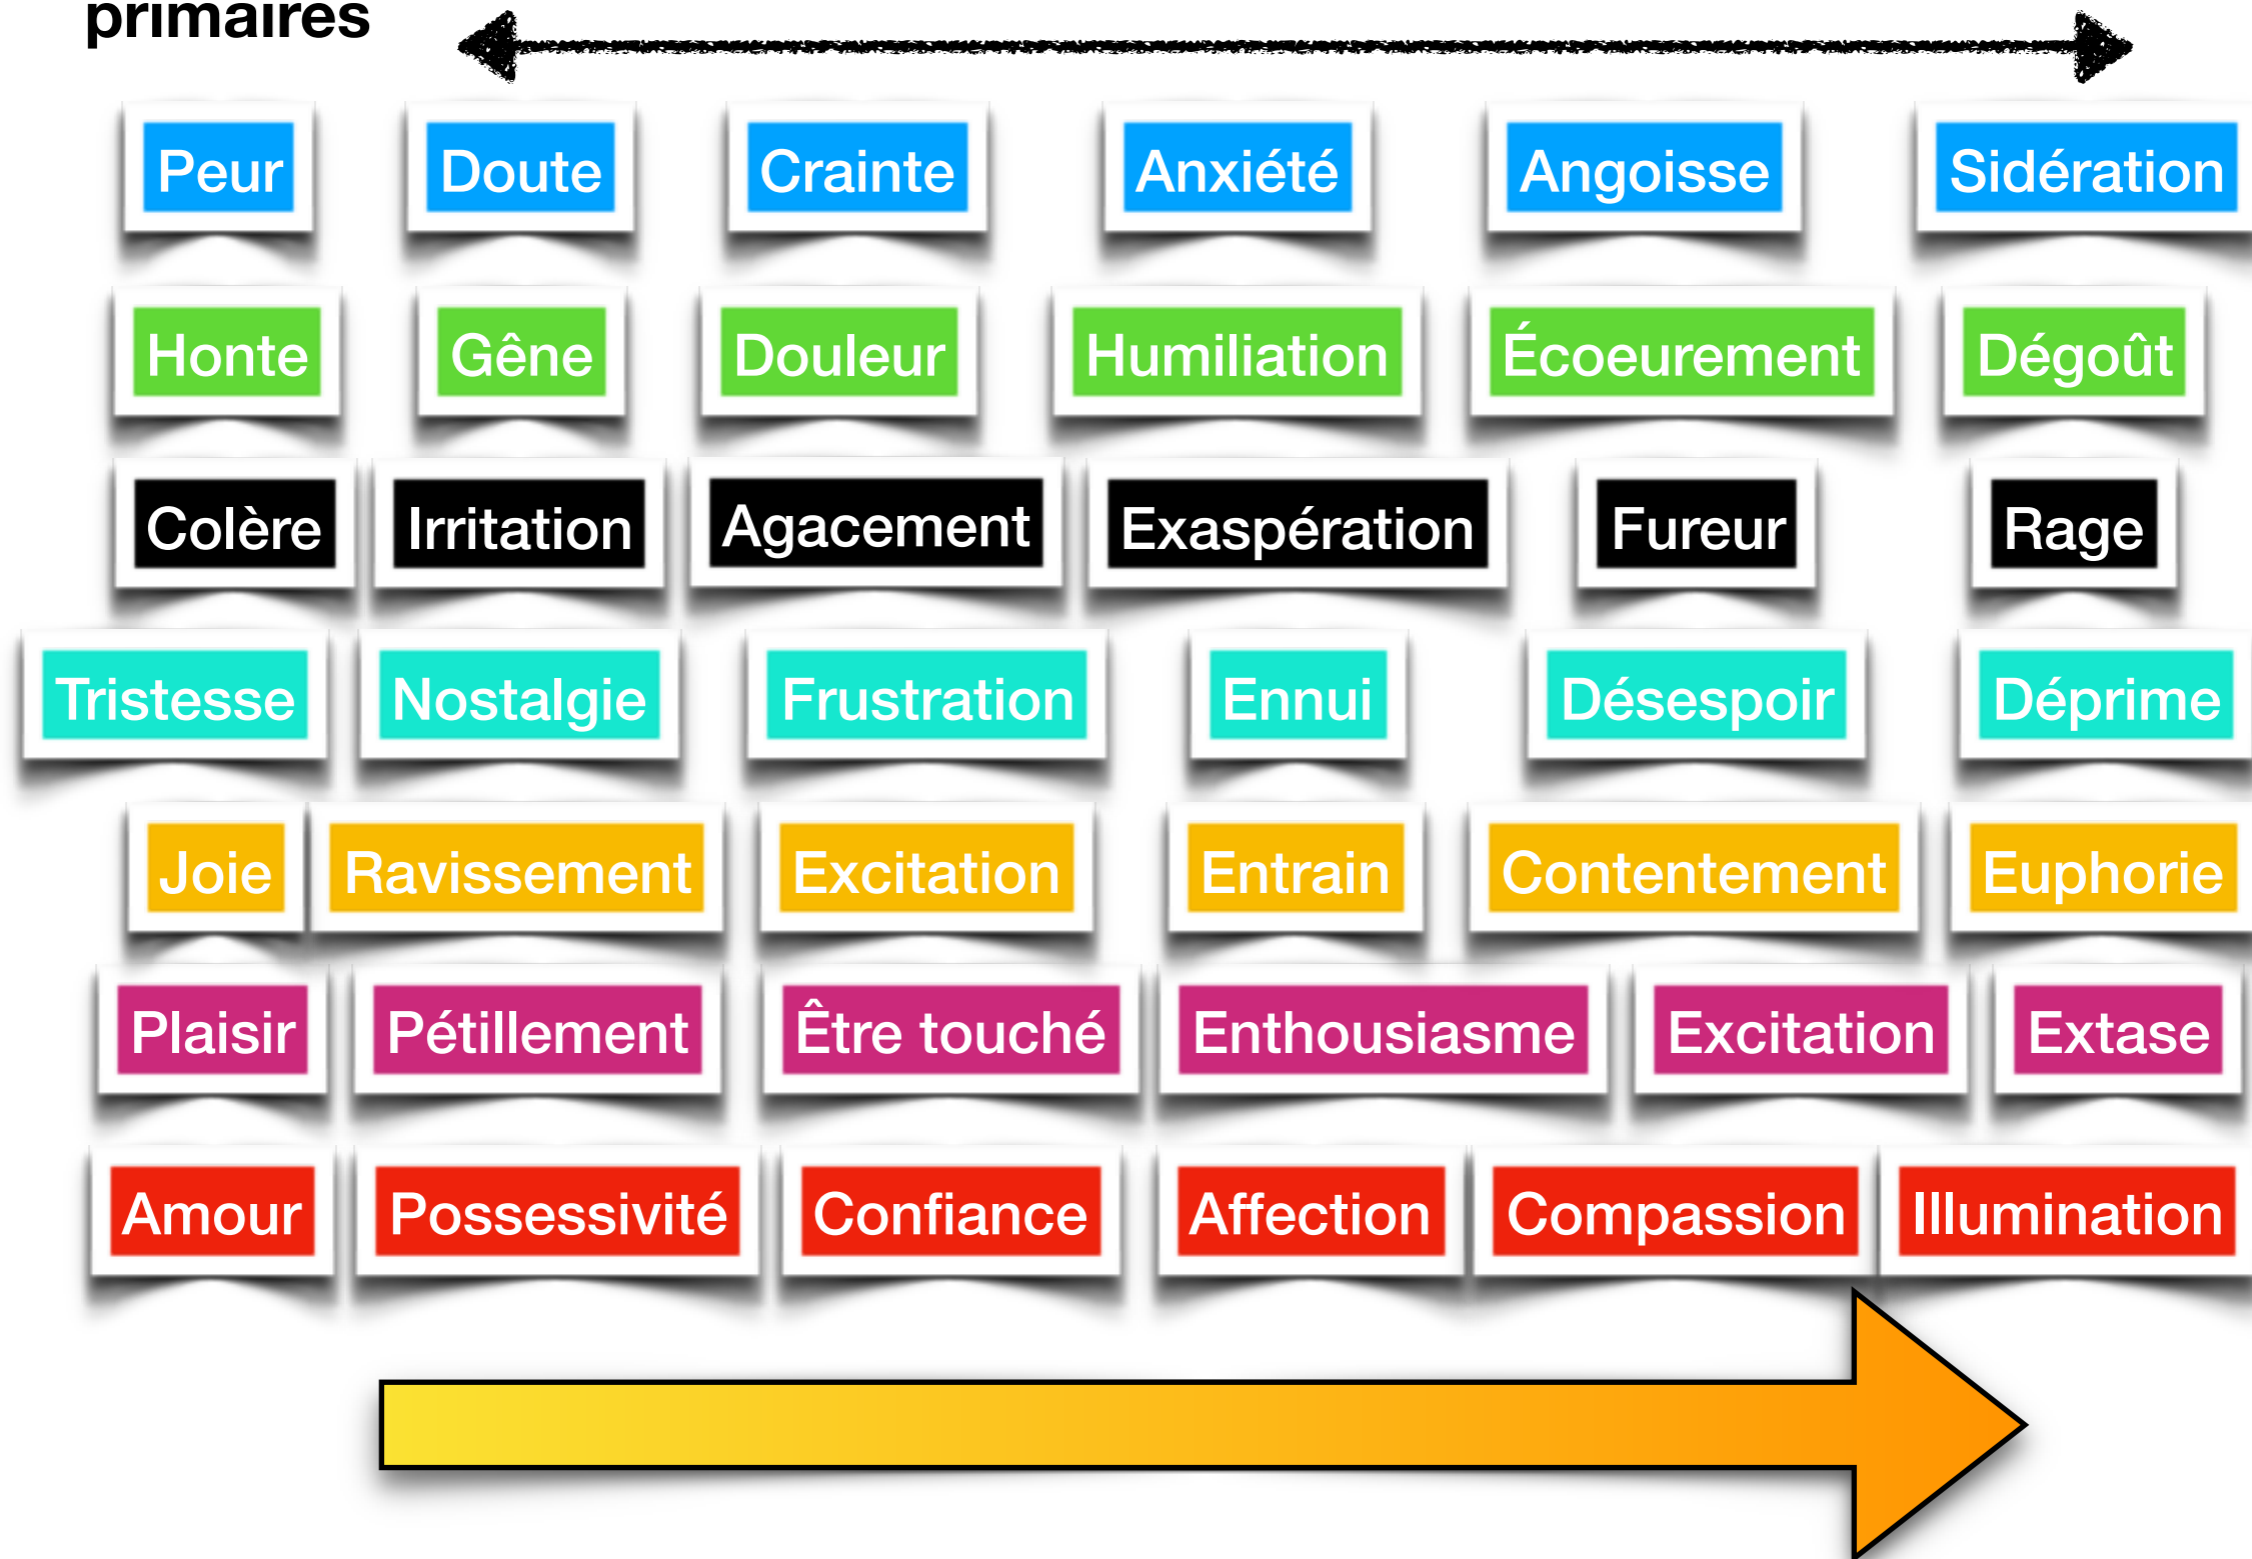 primaires
Peur Doute Crainte Anxiété Angoisse Sidération
Honte Gêne Douleur Humiliation Écoeurement Dégoût
Colère Irritation Agacement Exaspération Fureur Rage
Tristesse Nostalgie Frustration Ennui Désespoir Déprime
Joie Ravissement Excitation Entrain Contentement Euphorie
Plaisir Pétillement Être touché Enthousiasme Excitation Extase
Amour Possessivité Confiance Affection Compassion Illumination